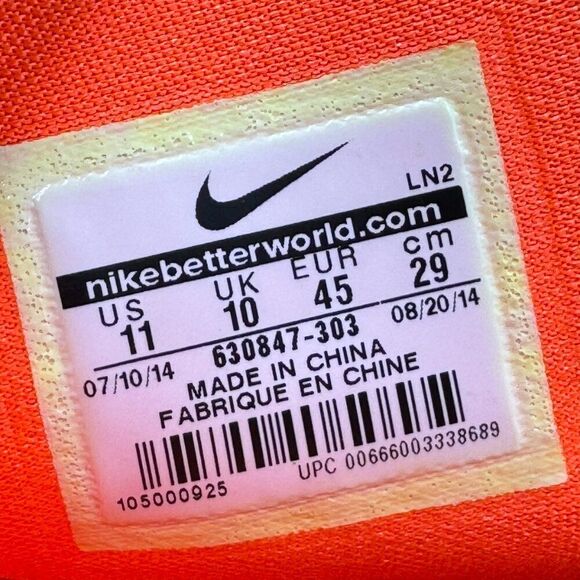 LN2
nikebetterworld.com
US UK EUR cm
11 10 45 29
07/10/14 630847-303 08/20/14
MADE IN CHINA
FABRIQUE EN CHINE
105000925 UPC 00666003338689